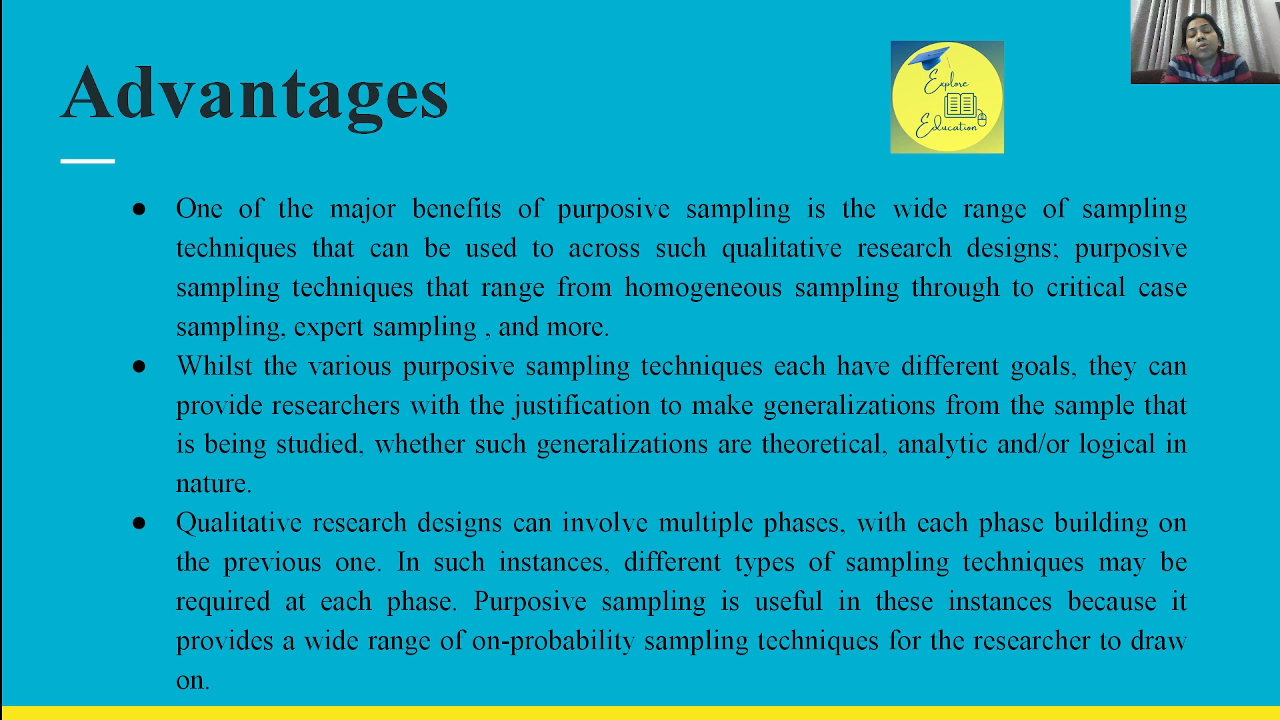 Advantages
Explore
Education
● One of the major benefits of purposive sampling is the wide range of sampling
techniques that can be used to across such qualitative research designs; purposive
sampling techniques that range from homogeneous sampling through to critical case
sampling, expert sampling , and more.
● Whilst the various purposive sampling techniques each have different goals, they can
provide researchers with the justification to make generalizations from the sample that
is being studied, whether such generalizations are theoretical, analytic and/or logical in
nature.
● Qualitative research designs can involve multiple phases, with each phase building on
the previous one. In such instances, different types of sampling techniques may be
required at each phase. Purposive sampling is useful in these instances because it
provides a wide range of on-probability sampling techniques for the researcher to draw
on.